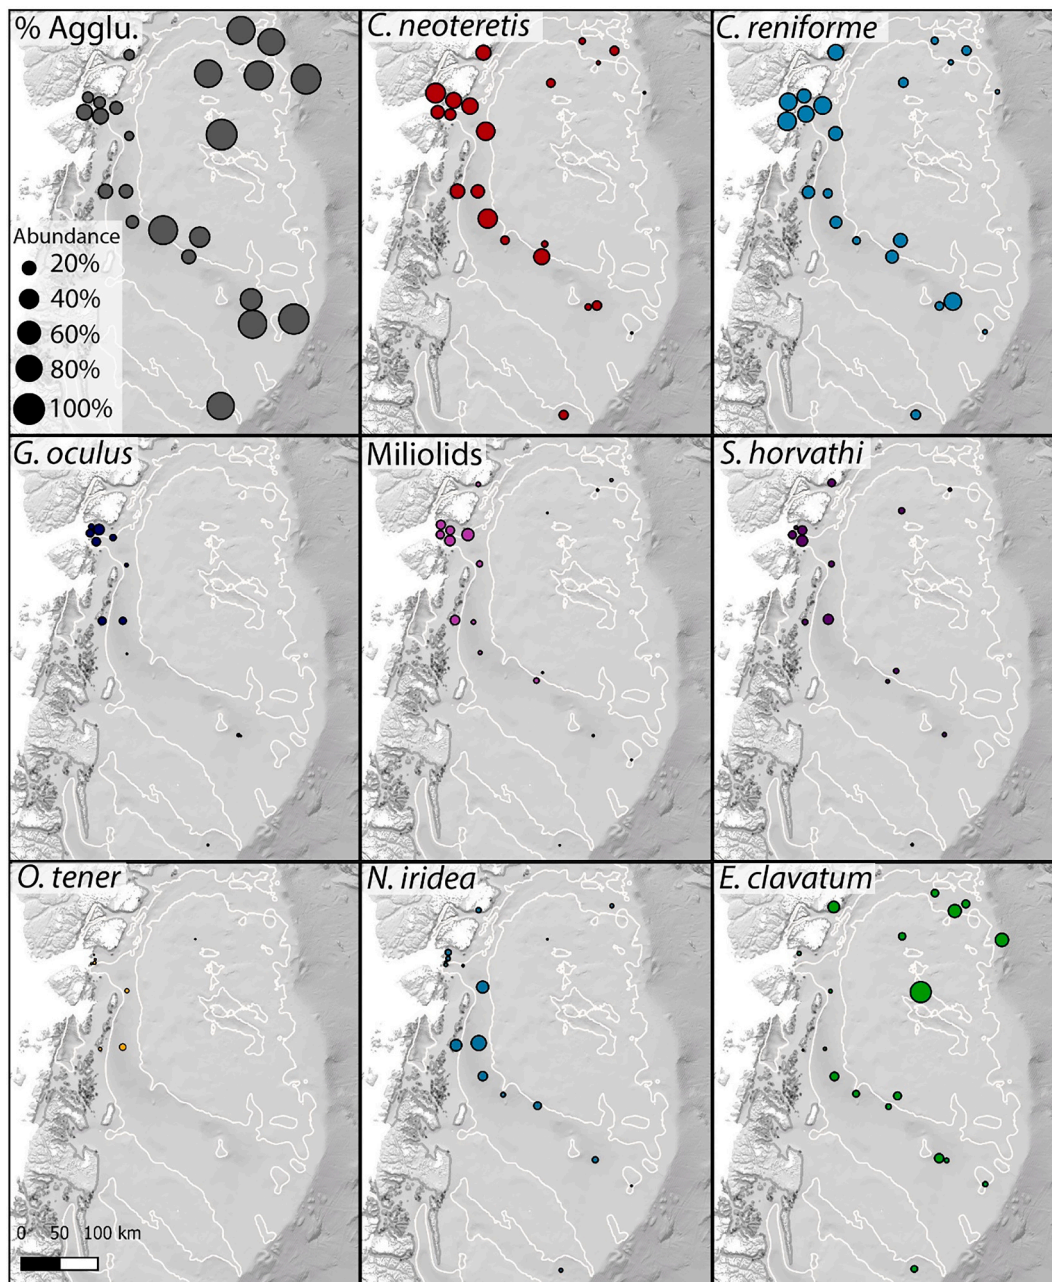 % Agglu.
C. neoteretis
C. reniforme
Abundance
20%
40%
60%
80%
100%
G. oculus
Miliolids
S. horvathi
O. tener
N. iridea
E. clavatum
0 50 100 km